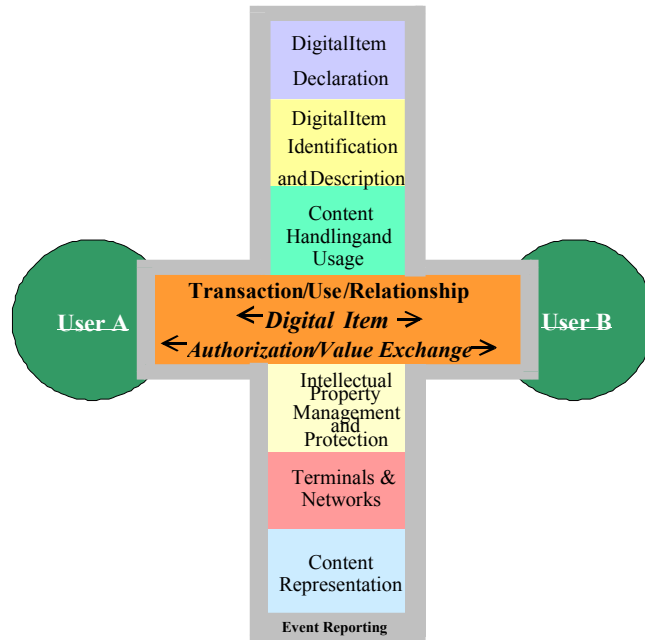 DigitalItem
Declaration
DigitalItem
Identification
and Description
Content
Handlingand
Usage
Transaction/Use/Relationship
Digital Item
Authorization/Value Exchange
User A
User B
Intellectual
Property
Management
and
Protection
Terminals &
Networks
Content
Representation
Event Reporting